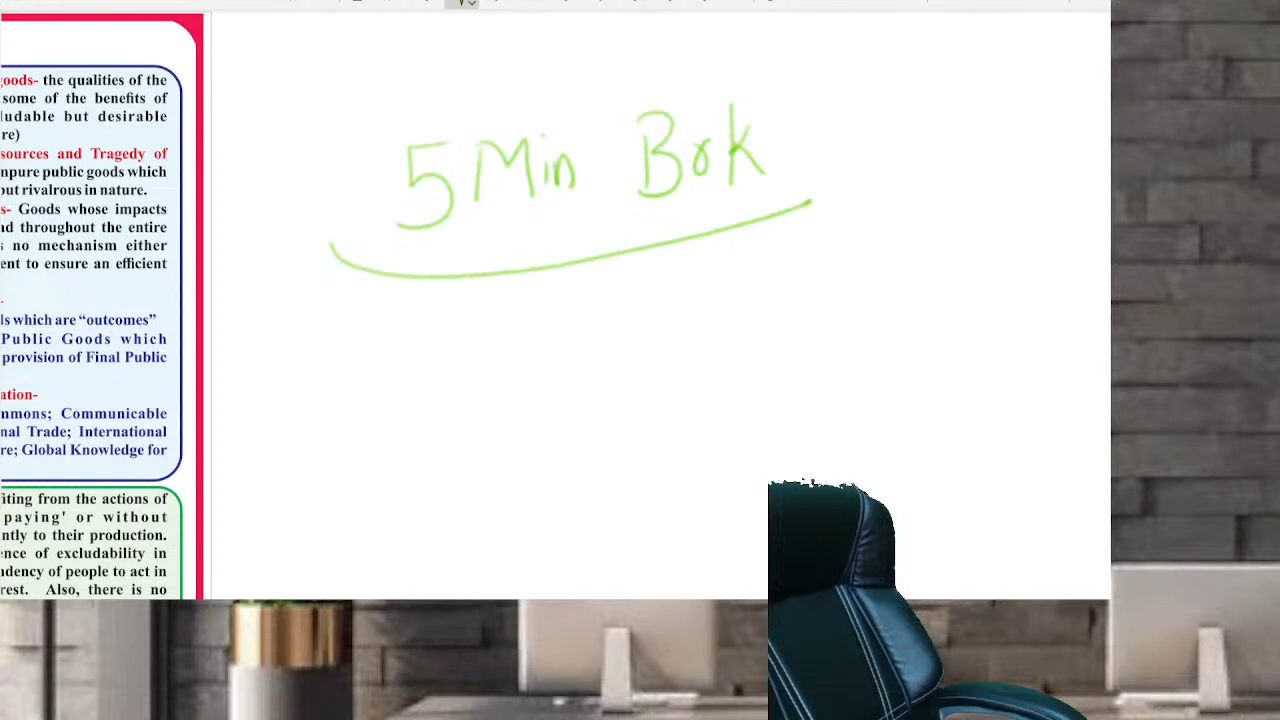 goods- the qualities of the
some of the benefits of
ludable but desirable
re)
sources and Tragedy of
npure public goods which
out rivalrous in nature.
s- Goods whose impacts
ad throughout the entire
s no mechanism either
ent to ensure an efficient
ls which are “outcomes”
Public Goods which
provision of Final Public
ation-
mmons; Communicable
nal Trade; International
re; Global Knowledge for
fiting from the actions of
paying' or without
ntly to their production.
ence of excludability in
ndency of people to act in
rest. Also, there is no
5 Min Brk